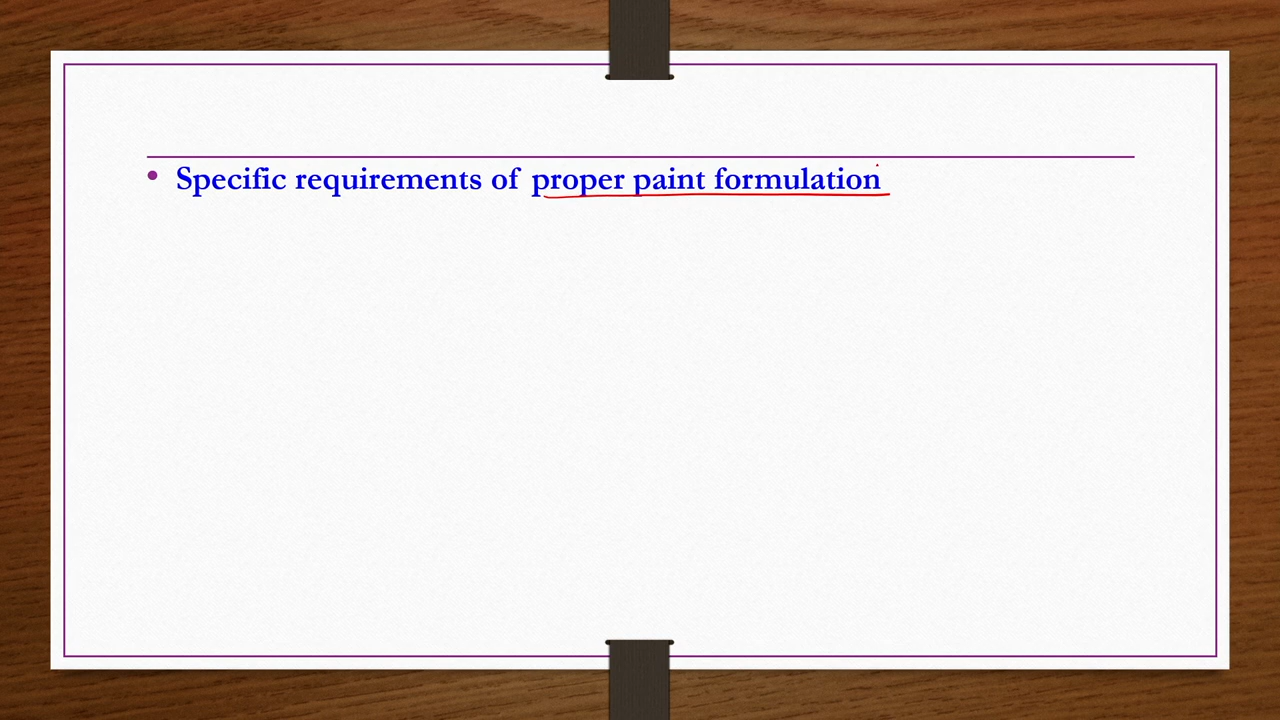 • Specific requirements of proper paint formulation